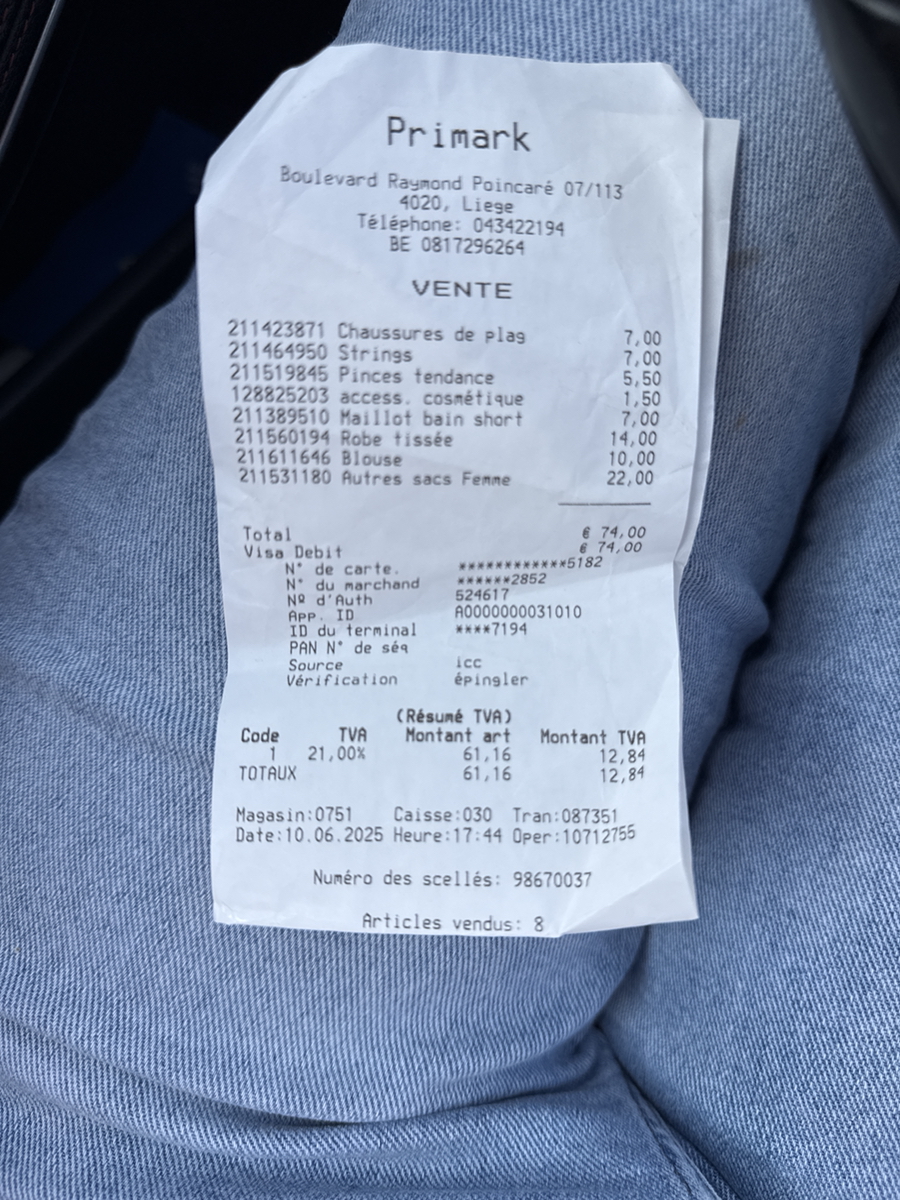 Primark
Boulevard Raymond Poincaré 07/113
4020, Liege
Téléphone: 043422194
BE 0817296264
VENTE
211423871 Chaussures de plag 7,00
211464950 Strings 7,00
211519845 Pinces tendance 5,50
128825203 access. cosmétique 1,50
211389510 Maillot bain short 7,00
211560194 Robe tissée 14,00
211611646 Blouse 10,00
211531180 Autres sacs Femme 22,00
Total € 74,00
Visa Debit € 74,00
N° de carte. ************5182
N° du marchand ******2852
Nº d'Auth 524617
App. ID A0000000031010
ID du terminal ****7194
PAN N° de séq
Source icc
Vérification épingler
(Résumé TVA)
Code TVA Montant art Montant TVA
1 21,00% 61,16 12,84
TOTAUX 61,16 12,84
Magasin:0751 Caisse:030 Tran:087351
Date:10.06.2025 Heure:17:44 Oper:10712755
Numéro des scellés: 98670037
Articles vendus: 8